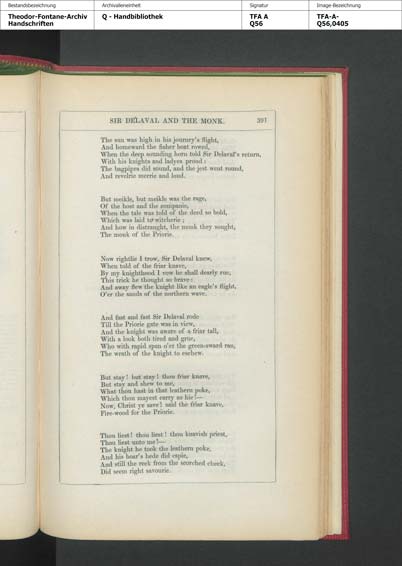 Bestandsbezeichnung
Theodor-Fontane-Archiv
Handschriften
Archivalieneinheit
Q - Handbibliothek
Signatur
TFA A
Q56
Image-Bezeichnung
TFA-A-
Q56,0405
SIR DELAVAL AND THE MONK. 391
The sun was high in his journey's flight,
And homeward the fisher boat rowed,
When the deep sounding horn told Sir Delaval's return,
With his knights and ladyes proud:
The bagpipes did sound, and the jest went round,
And revelrie merrie and loud.
But meikle, but meikle was the rage,
Of the host and the companie,
When the tale was told of the deed so bold,
Which was laid to witcherie;
And how in distraught, the monk they sought,
The monk of the Priorie.
Now rightlie I trow, Sir Delaval knew,
When told of the friar knave,
By my knighthood I vow he shall dearly rue,
This trick he thought so brave:
And away flew the knight like an eagle's flight,
O'er the sands of the northern wave.
And fast and fast Sir Delaval rode
Till the Priorie gate was in view,
And the knight was aware of a friar tall,
With a look both tired and grue,
Who with rapid span o'er the green-sward ran,
The wrath of the knight to eschew.
But stay! but stay! thou friar knave,
But stay and shew to me,
What thou hast in that leathern poke,
Which thou mayest carry so hie!—
Now, Christ ye save! said the friar knave,
Fire-wood for the Priorie.
Thou liest! thou liest! thou knavish priest,
Thou liest unto me!—
The knight he took the leathern poke,
And his boar's hede did espie,
And still the reek from the scorched cheek,
Did seem right savourie.